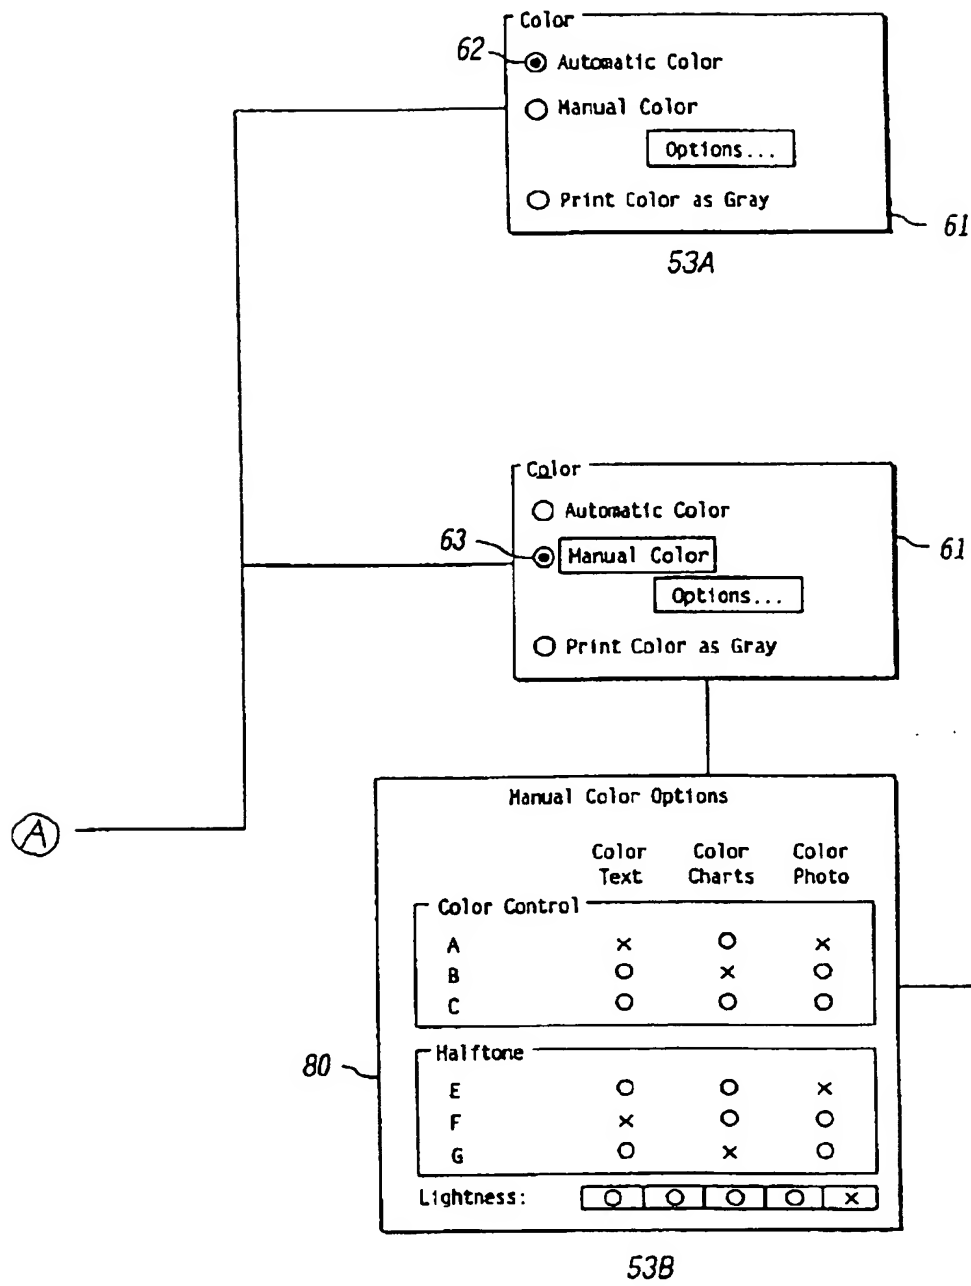 Color
62
Automatic Color
Manual Color
Options...
Print Color as Gray
61
53A
Color
Automatic Color
63
Manual Color
61
Options...
Print Color as Gray
A
Manual Color Options
Color Color Color
Text Charts Photo
Color Control
A × O ×
B O × O
C O O O
80
Halftone
E O O ×
F × O O
G O × O
Lightness: O O O O ×
53B